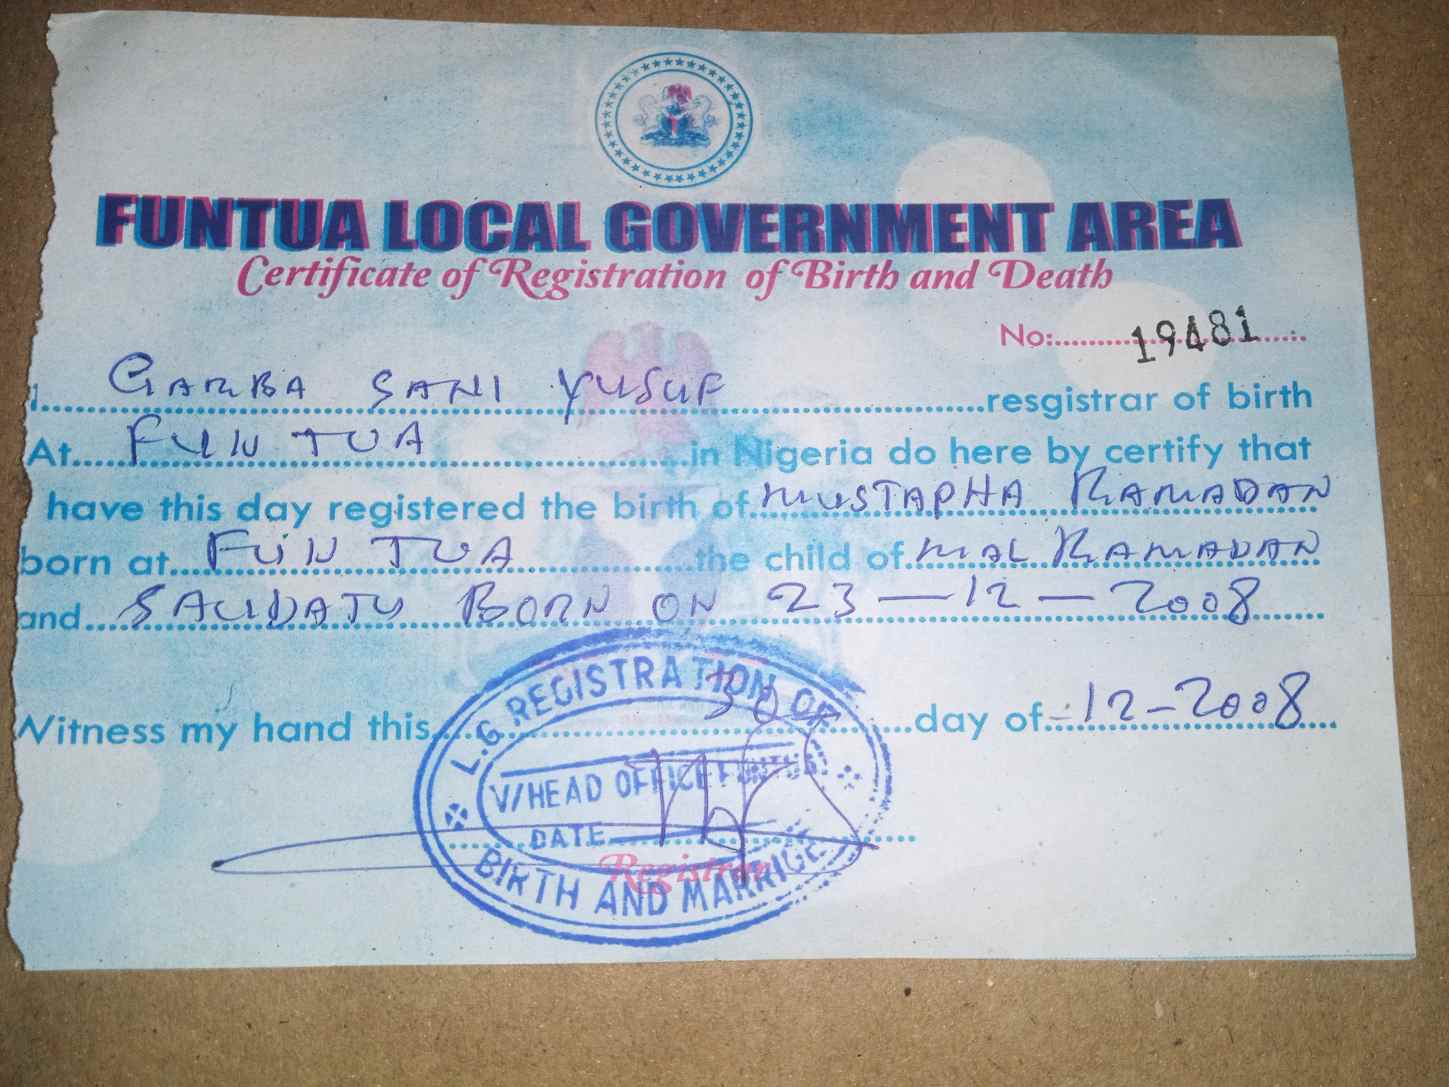 FUNTUA LOCAL GOVERNMENT AREA
Certificate of Registration of Birth and Death
No:..........19481......
I GARBA SANI YUSUF resgistrar of birth
At FUNTUA in Nigeria do here by certify that
have this day registered the birth of MUSTAPHA RAMADAN
born at FUNTUA the child of MAL RAMADAN
and SAUDATU BORN ON 23-12-2008
Witness my hand this 30 day of -12-2008
L.G REGISTRATION OF
V/HEAD OFFICE
DATE
Registrar
BIRTH AND MARRIGE